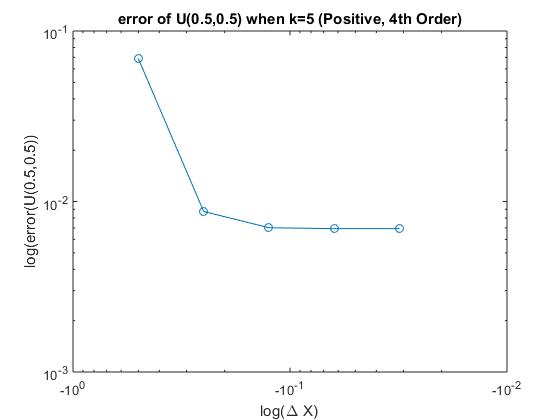 error of U(0.5,0.5) when k=5 (Positive, 4th Order)
10^-1
10^-2
10^-3
log(error(U(0.5,0.5))
-10^0
-10^-1
-10^-2
log(Δ X)